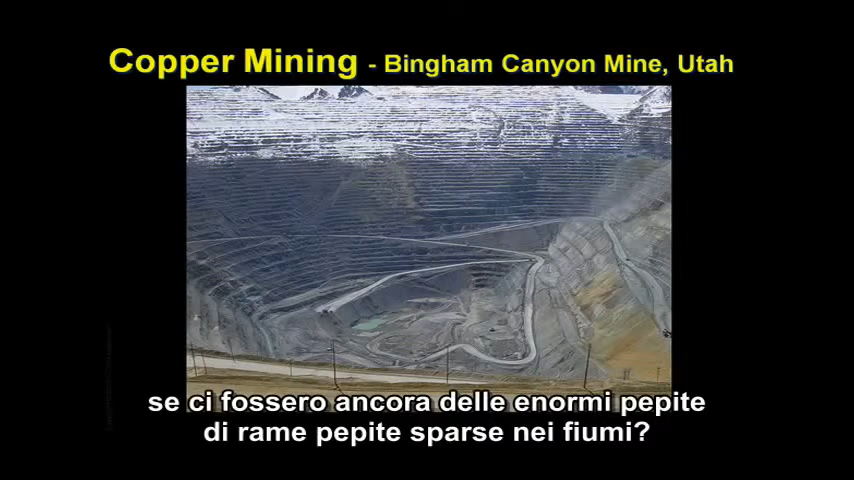 Copper Mining - Bingham Canyon Mine, Utah
se ci fossero ancora delle enormi pepite
di rame pepite sparse nei fiumi?